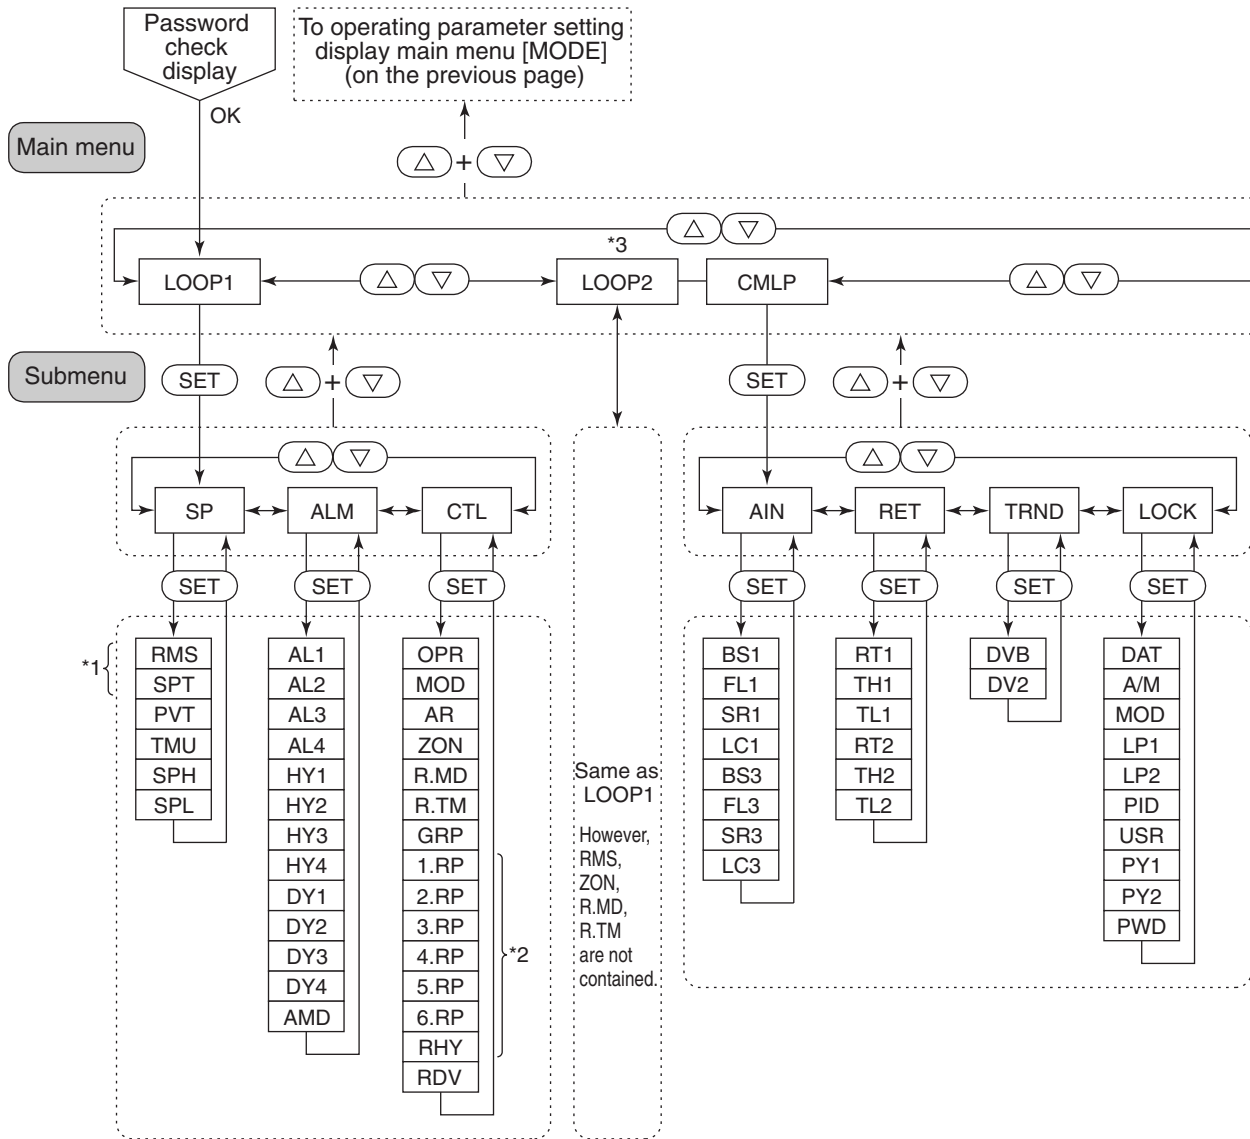 Password
check
display
To operating parameter setting
display main menu [MODE]
(on the previous page)
OK
Main menu
+
*3
LOOP1
LOOP2
CMLP
Submenu
SET
+
SET
+
SP
ALM
CTL
AIN
RET
TRND
LOCK
SET
SET
SET
SET
SET
SET
SET
*1
RMS
SPT
PVT
TMU
SPH
SPL
AL1
AL2
AL3
AL4
HY1
HY2
HY3
HY4
DY1
DY2
DY3
DY4
AMD
OPR
MOD
AR
ZON
R.MD
R.TM
GRP
1.RP
2.RP
3.RP
4.RP
5.RP
6.RP
RHY
RDV
*2
Same as
LOOP1
However,
RMS,
ZON,
R.MD,
R.TM
are not
contained.
BS1
FL1
SR1
LC1
BS3
FL3
SR3
LC3
RT1
TH1
TL1
RT2
TH2
TL2
DVB
DV2
DAT
A/M
MOD
LP1
LP2
PID
USR
PY1
PY2
PWD